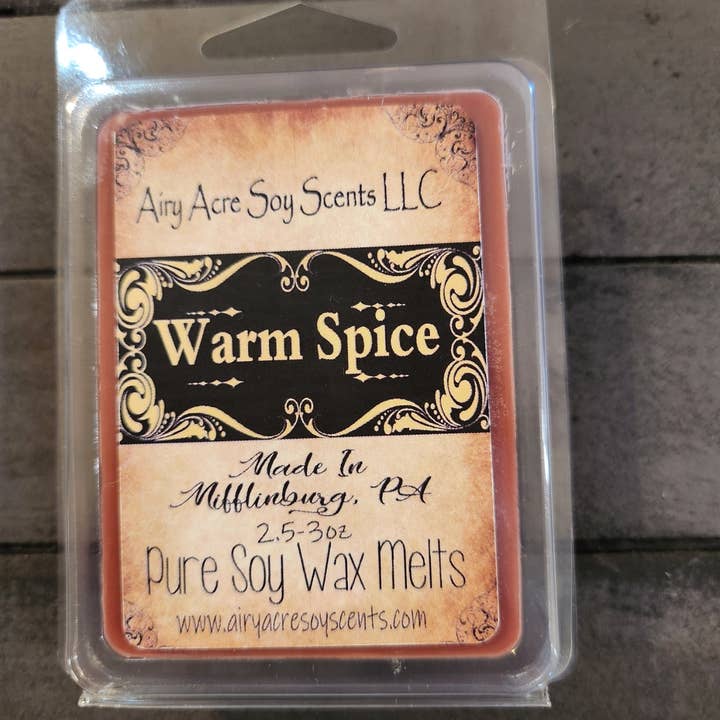 Airy Acre Soy Scents LLC
Warm Spice
Made In
Mifflinburg, PA
2.5-3oz
Pure Soy Wax Melts
www.airyacresoyscents.com